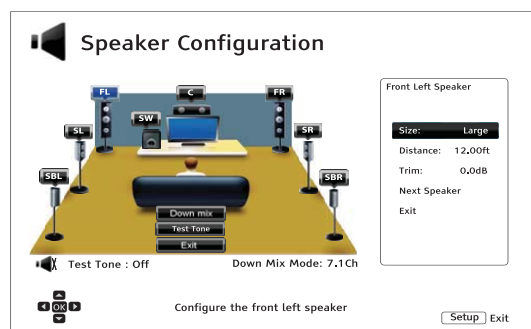 Speaker Configuration
FL
C
FR
SW
SL
SR
SBL
SBR
Down mix
Test Tone
Exit
Test Tone : Off
Down Mix Mode: 7.1Ch
Front Left Speaker
Size: Large
Distance: 12.00ft
Trim: 0.0dB
Next Speaker
Exit
OK
Configure the front left speaker
Setup Exit